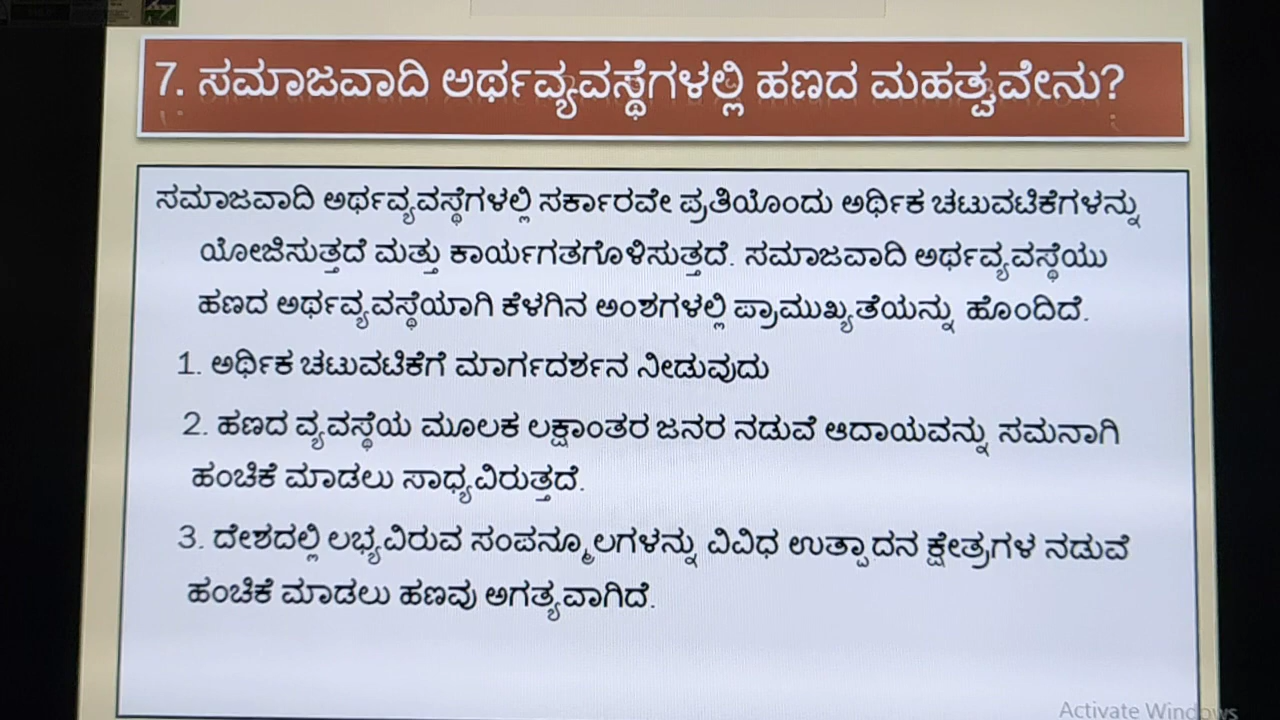 7. ಸಮಾಜವಾದಿ ಅರ್ಥವ್ಯವಸ್ಥೆಗಳಲ್ಲಿ ಹಣದ ಮಹತ್ವವೇನು?
ಸಮಾಜವಾದಿ ಅರ್ಥವ್ಯವಸ್ಥೆಗಳಲ್ಲಿ ಸರ್ಕಾರವೇ ಪ್ರತಿಯೊಂದು ಅರ್ಥಿಕ ಚಟುವಟಿಕೆಗಳನ್ನು
ಯೋಜಿಸುತ್ತದೆ ಮತ್ತು ಕಾರ್ಯಗತಗೊಳಿಸುತ್ತದೆ. ಸಮಾಜವಾದಿ ಅರ್ಥವ್ಯವಸ್ಥೆಯು
ಹಣದ ಅರ್ಥವ್ಯವಸ್ಥೆಯಾಗಿ ಕೆಳಗಿನ ಅಂಶಗಳಲ್ಲಿ ಪ್ರಾಮುಖ್ಯತೆಯನ್ನು ಹೊಂದಿದೆ.
1. ಅರ್ಥಿಕ ಚಟುವಟಿಕೆಗೆ ಮಾರ್ಗದರ್ಶನ ನೀಡುವುದು
2. ಹಣದ ವ್ಯವಸ್ಥೆಯ ಮೂಲಕ ಲಕ್ಷಾಂತರ ಜನರ ನಡುವೆ ಆದಾಯವನ್ನು ಸಮನಾಗಿ
ಹಂಚಿಕೆ ಮಾಡಲು ಸಾಧ್ಯವಿರುತ್ತದೆ.
3. ದೇಶದಲ್ಲಿ ಲಭ್ಯವಿರುವ ಸಂಪನ್ಮೂಲಗಳನ್ನು ವಿವಿಧ ಉತ್ಪಾದನ ಕ್ಷೇತ್ರಗಳ ನಡುವೆ
ಹಂಚಿಕೆ ಮಾಡಲು ಹಣವು ಅಗತ್ಯವಾಗಿದೆ.
Activate Windows